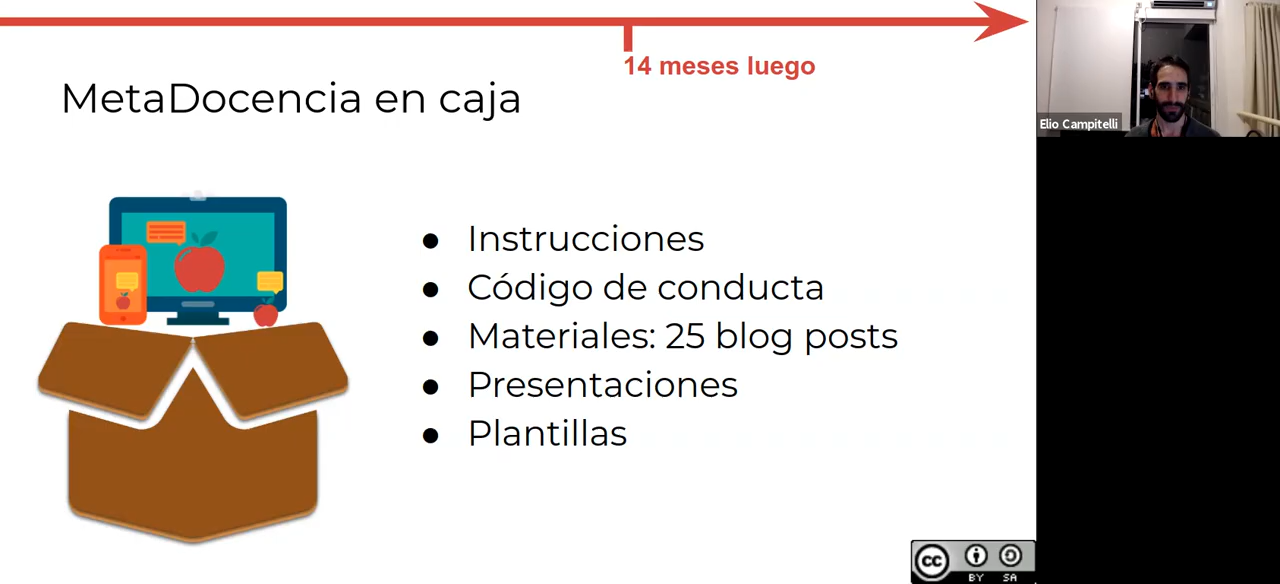 14 meses luego
MetaDocencia en caja
Elio Campitelli
● Instrucciones
● Código de conducta
● Materiales: 25 blog posts
● Presentaciones
● Plantillas
cc
BY SA